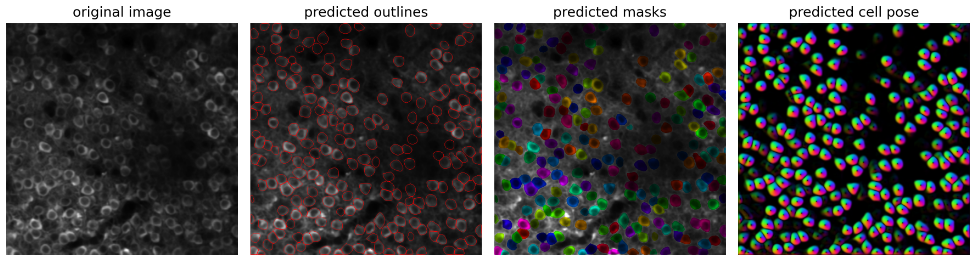 original image
predicted outlines
predicted masks
predicted cell pose